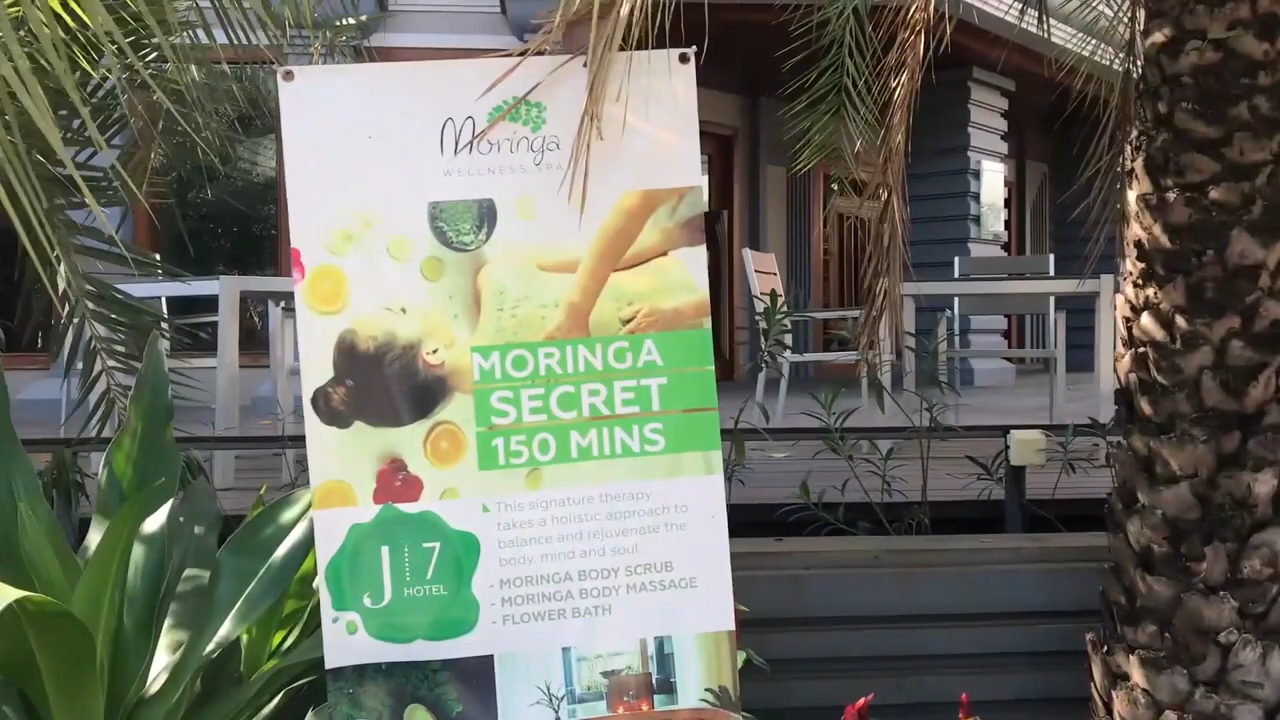 Moringa
WELLNESS SPA
MORINGA
SECRET
150 MINS
This signature therapy
takes a holistic approach to
balance and rejuvenate the
body, mind and soul...
- MORINGA BODY SCRUB
- MORINGA BODY MASSAGE
- FLOWER BATH
J 7
HOTEL